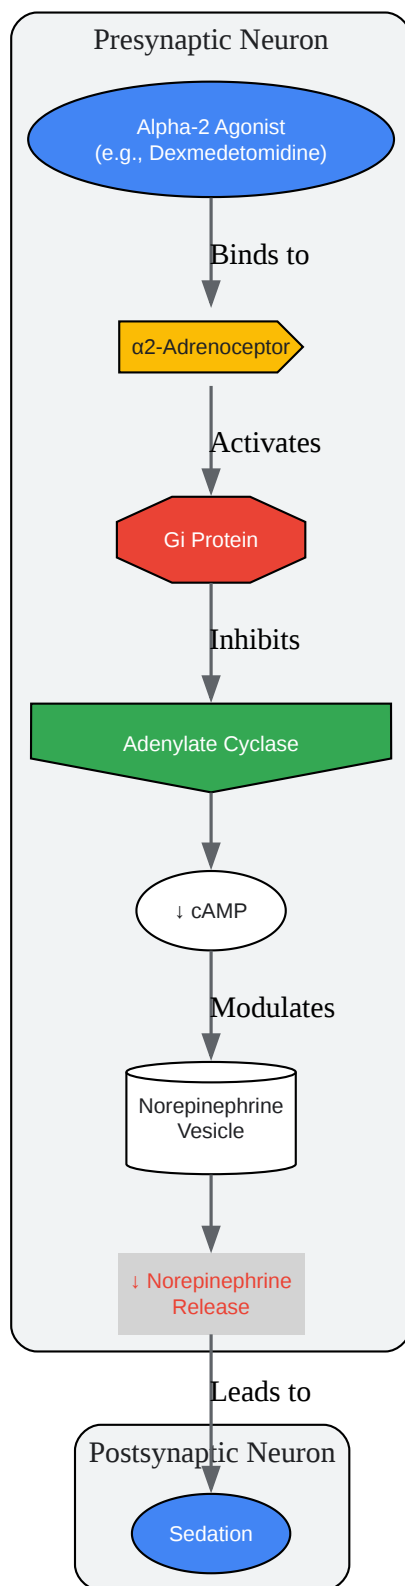 Presynaptic Neuron
Alpha-2 Agonist
(e.g., Dexmedetomidine)
Binds to
α2-Adrenoceptor
Activates
Gi Protein
Inhibits
Adenylate Cyclase
↓ cAMP
Modulates
Norepinephrine
Vesicle
↓ Norepinephrine
Release
Leads to
Postsynaptic Neuron
Sedation